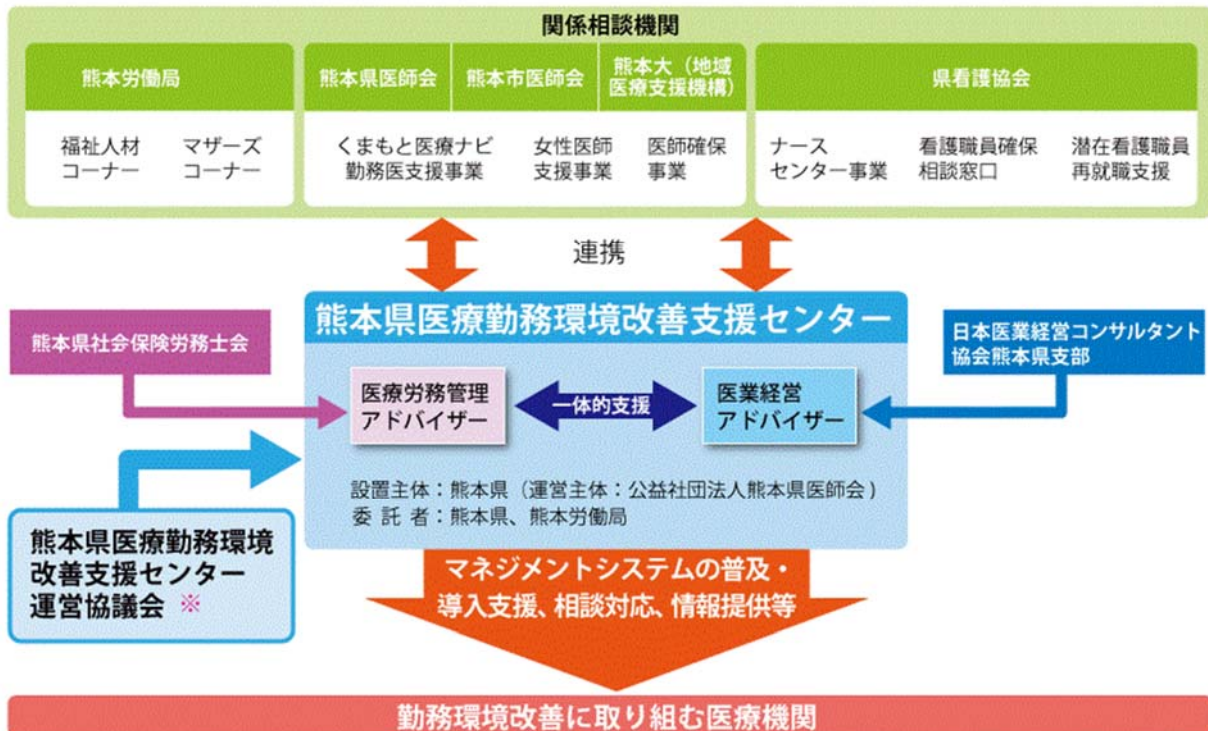 関係相談機関
熊本労働局
福祉人材
コーナー
マザーズ
コーナー
熊本県医師会
熊本市医師会
熊本大(地域
医療支援機構)
くまもと医療ナビ
勤務医支援事業
女性医師
支援事業
医師確保
事業
県看護協会
ナース
センター事業
看護職員確保
相談窓口
潜在看護職員
再就職支援
連携
熊本県医療勤務環境改善支援センター
熊本県社会保険労務士会
日本医業経営コンサルタント
協会熊本県支部
医療労務管理
アドバイザー
一体的支援
医業経営
アドバイザー
設置主体:熊本県(運営主体:公益社団法人熊本県医師会)
委託者:熊本県、熊本労働局
熊本県医療勤務環境
改善支援センター
運営協議会 ※
マネジメントシステムの普及・
導入支援、相談対応、情報提供等
勤務環境改善に取り組む医療機関